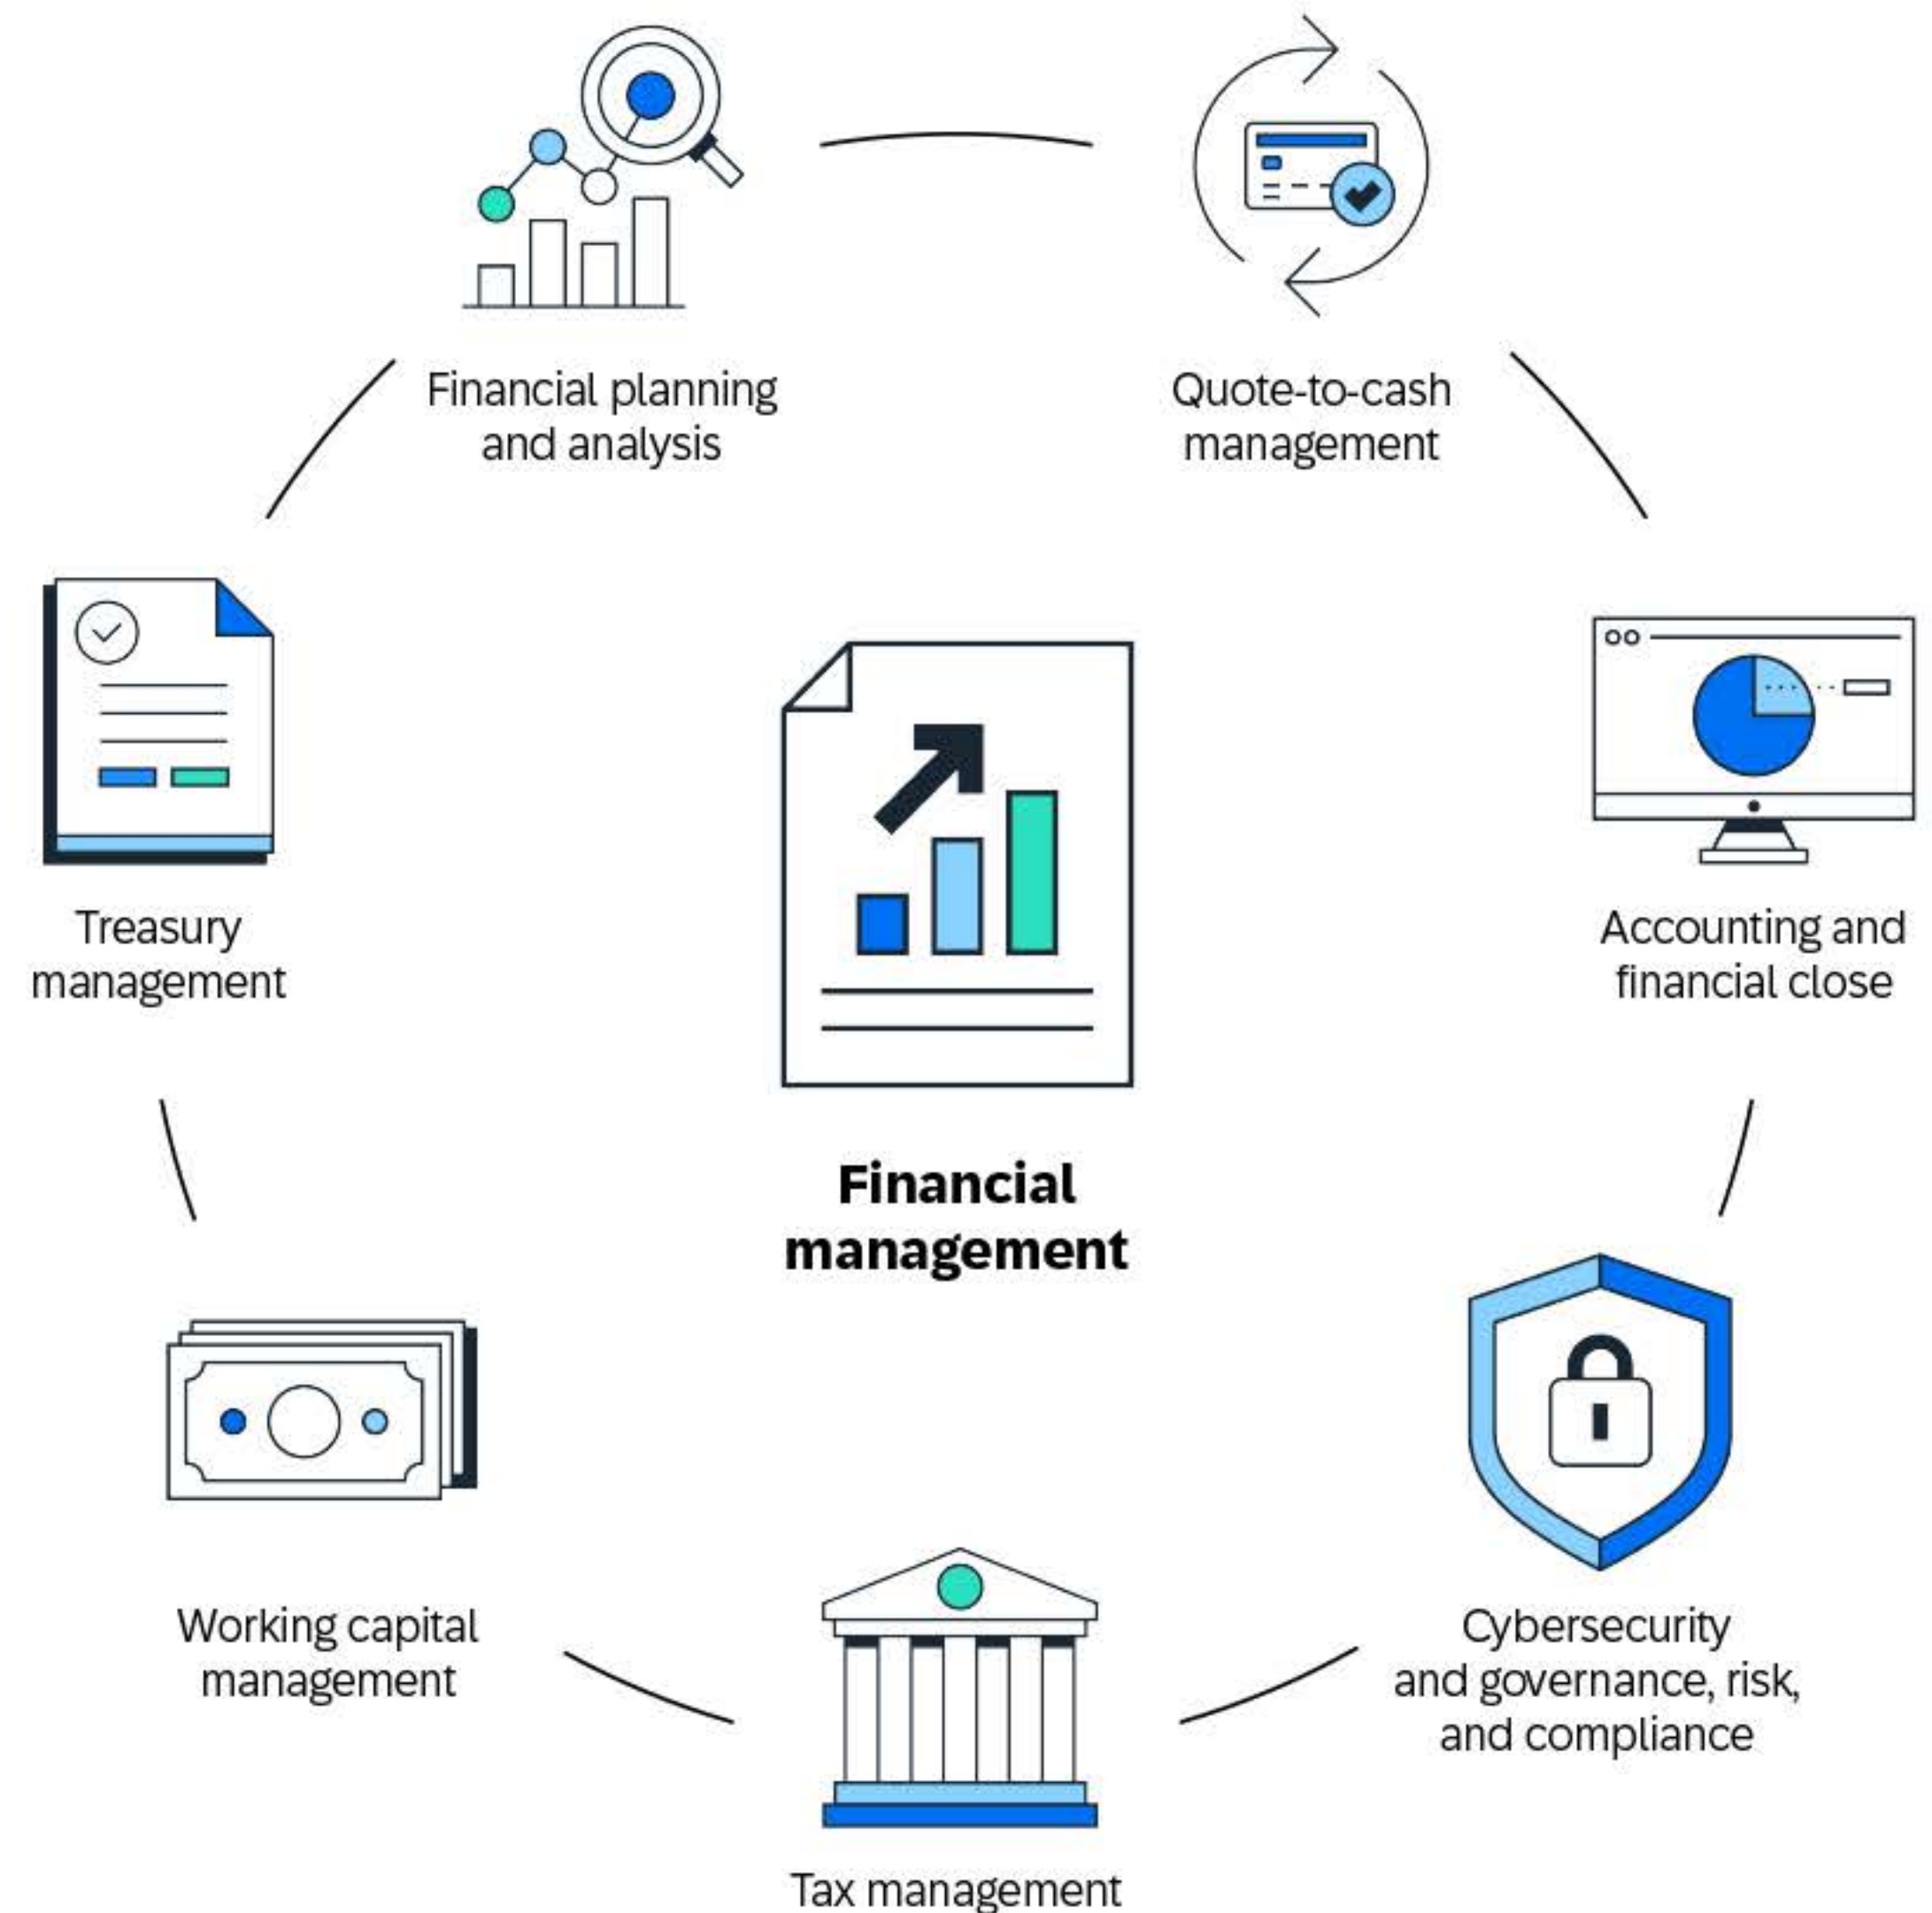 Financial planning
and analysis
Quote-to-cash
management
Treasury
management
Accounting and
financial close
Financial
management
Working capital
management
Cybersecurity
and governance, risk,
and compliance
Tax management